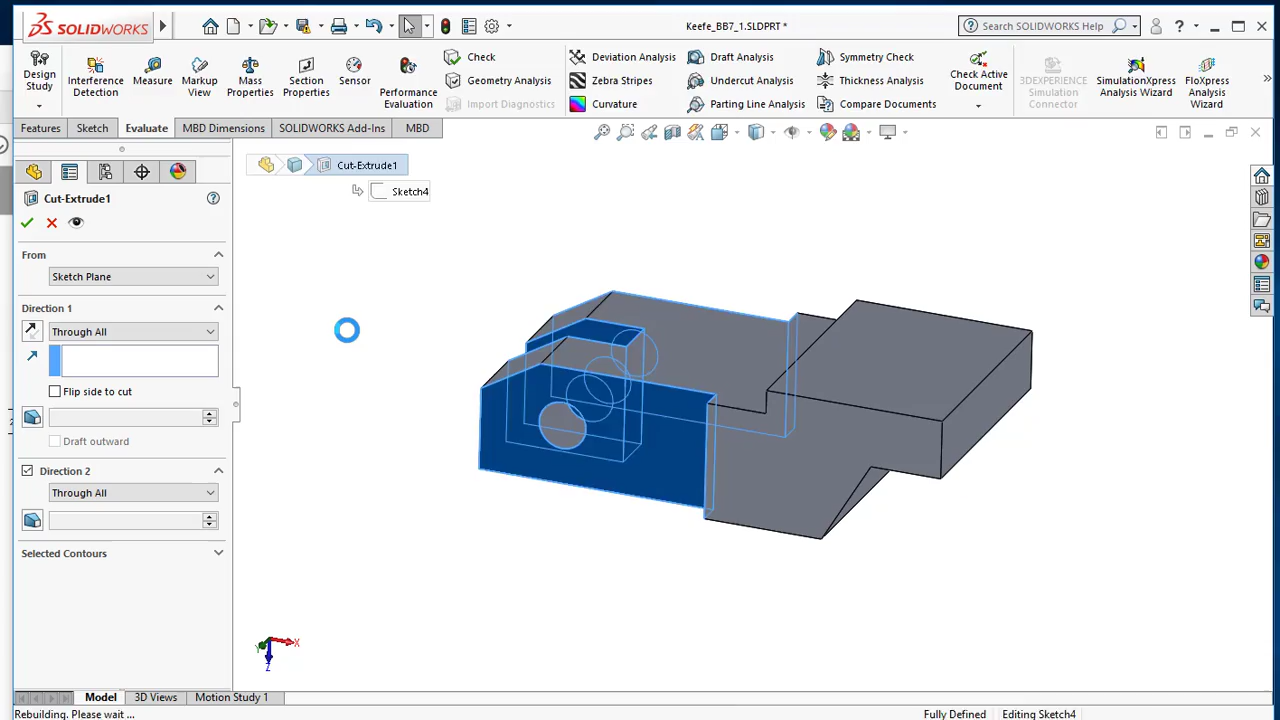 SOLIDWORKS
Keefe_BB7_1.SLDPRT *
Search SOLIDWORKS Help
Design Study
Interference Detection
Measure
Markup View
Mass Properties
Section Properties
Sensor
Performance Evaluation
Check
Geometry Analysis
Import Diagnostics
Deviation Analysis
Zebra Stripes
Curvature
Draft Analysis
Undercut Analysis
Parting Line Analysis
Symmetry Check
Thickness Analysis
Compare Documents
Check Active Document
3DEXPERIENCE Simulation Connector
SimulationXpress Analysis Wizard
FloXpress Analysis Wizard
Features
Sketch
Evaluate
MBD Dimensions
SOLIDWORKS Add-Ins
MBD
Cut-Extrude1
Sketch4
Cut-Extrude1
From
Sketch Plane
Direction 1
Through All
Flip side to cut
Draft outward
Direction 2
Through All
Selected Contours
X
Y
Z
Model
3D Views
Motion Study 1
Rebuilding. Please wait ...
Fully Defined
Editing Sketch4